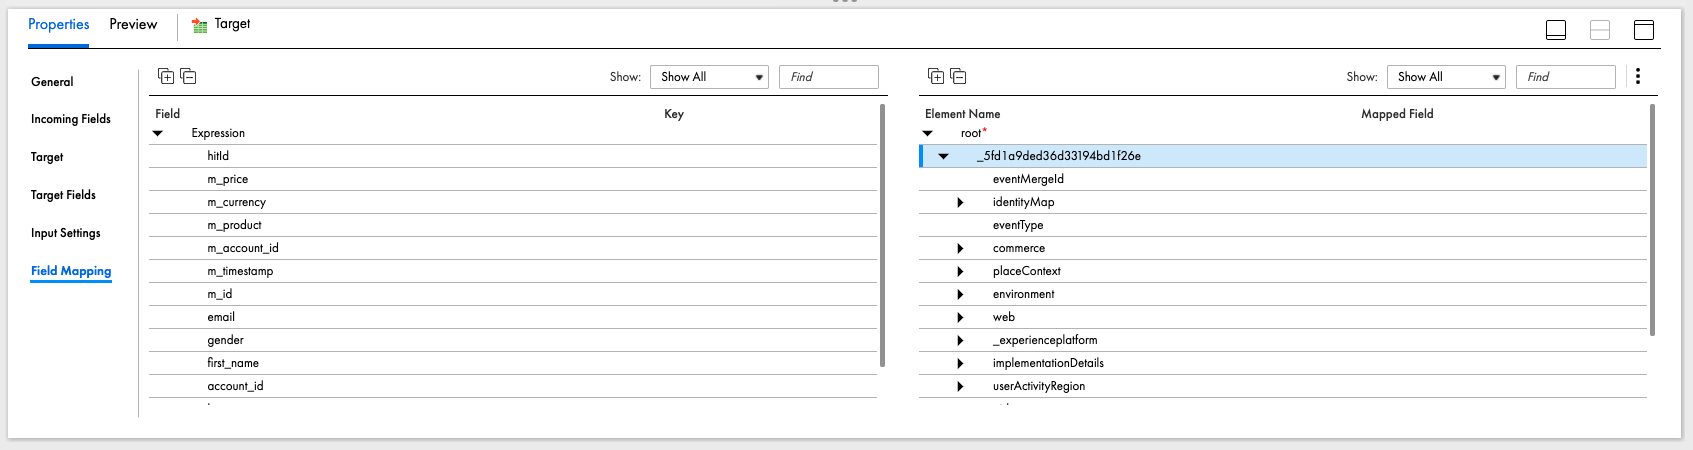 Properties Preview Target
General
Incoming Fields
Target
Target Fields
Input Settings
Field Mapping
Show: Show All Find
Field Key
Expression
hitId
m_price
m_currency
m_product
m_account_id
m_timestamp
m_id
email
gender
first_name
account_id
Show: Show All Find
Element Name Mapped Field
root*
_5fd1a9ded36d33194bd1f26e
eventMergeId
identityMap
eventType
commerce
placeContext
environment
web
_experienceplatform
implementationDetails
userActivityRegion